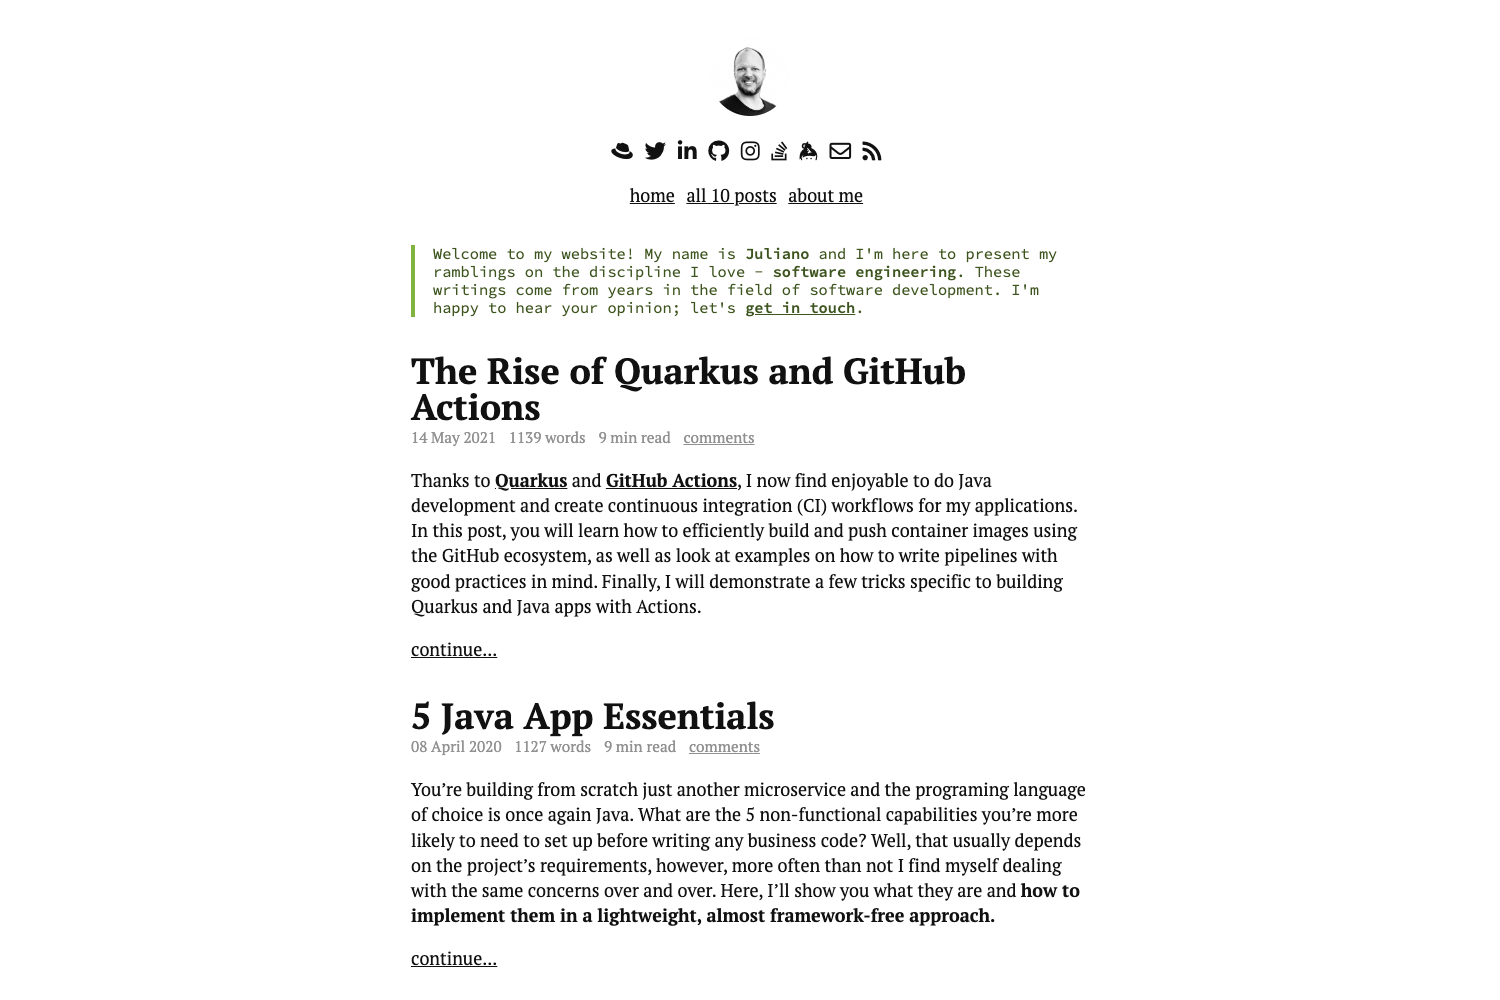 home all 10 posts about me
Welcome to my website! My name is Juliano and I'm here to present my
ramblings on the discipline I love – software engineering. These
writings come from years in the field of software development. I'm
happy to hear your opinion; let's get in touch.
The Rise of Quarkus and GitHub
Actions
14 May 2021 1139 words 9 min read comments
Thanks to Quarkus and GitHub Actions, I now find enjoyable to do Java
development and create continuous integration (CI) workflows for my applications.
In this post, you will learn how to efficiently build and push container images using
the GitHub ecosystem, as well as look at examples on how to write pipelines with
good practices in mind. Finally, I will demonstrate a few tricks specific to building
Quarkus and Java apps with Actions.
continue...
5 Java App Essentials
08 April 2020 1127 words 9 min read comments
You’re building from scratch just another microservice and the programing language
of choice is once again Java. What are the 5 non-functional capabilities you’re more
likely to need to set up before writing any business code? Well, that usually depends
on the project’s requirements, however, more often than not I find myself dealing
with the same concerns over and over. Here, I’ll show you what they are and how to
implement them in a lightweight, almost framework-free approach.
continue...